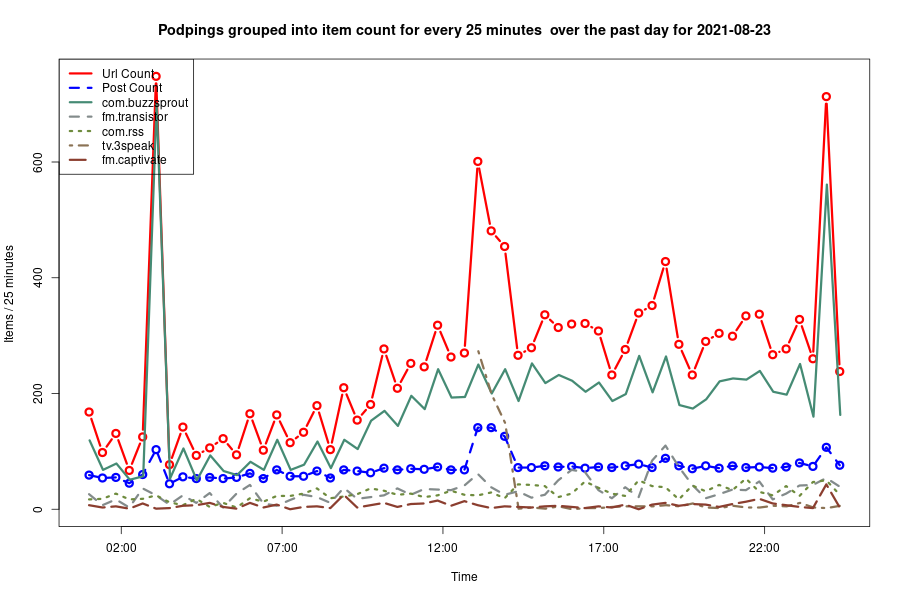 Podpings grouped into item count for every 25 minutes  over the past day for 2021-08-23
Url Count
Post Count
com.buzzsprout
fm.transistor
com.rss
tv.3speak
fm.captivate
Items / 25 minutes
600
400
200
0
02:00
07:00
12:00
17:00
22:00
Time